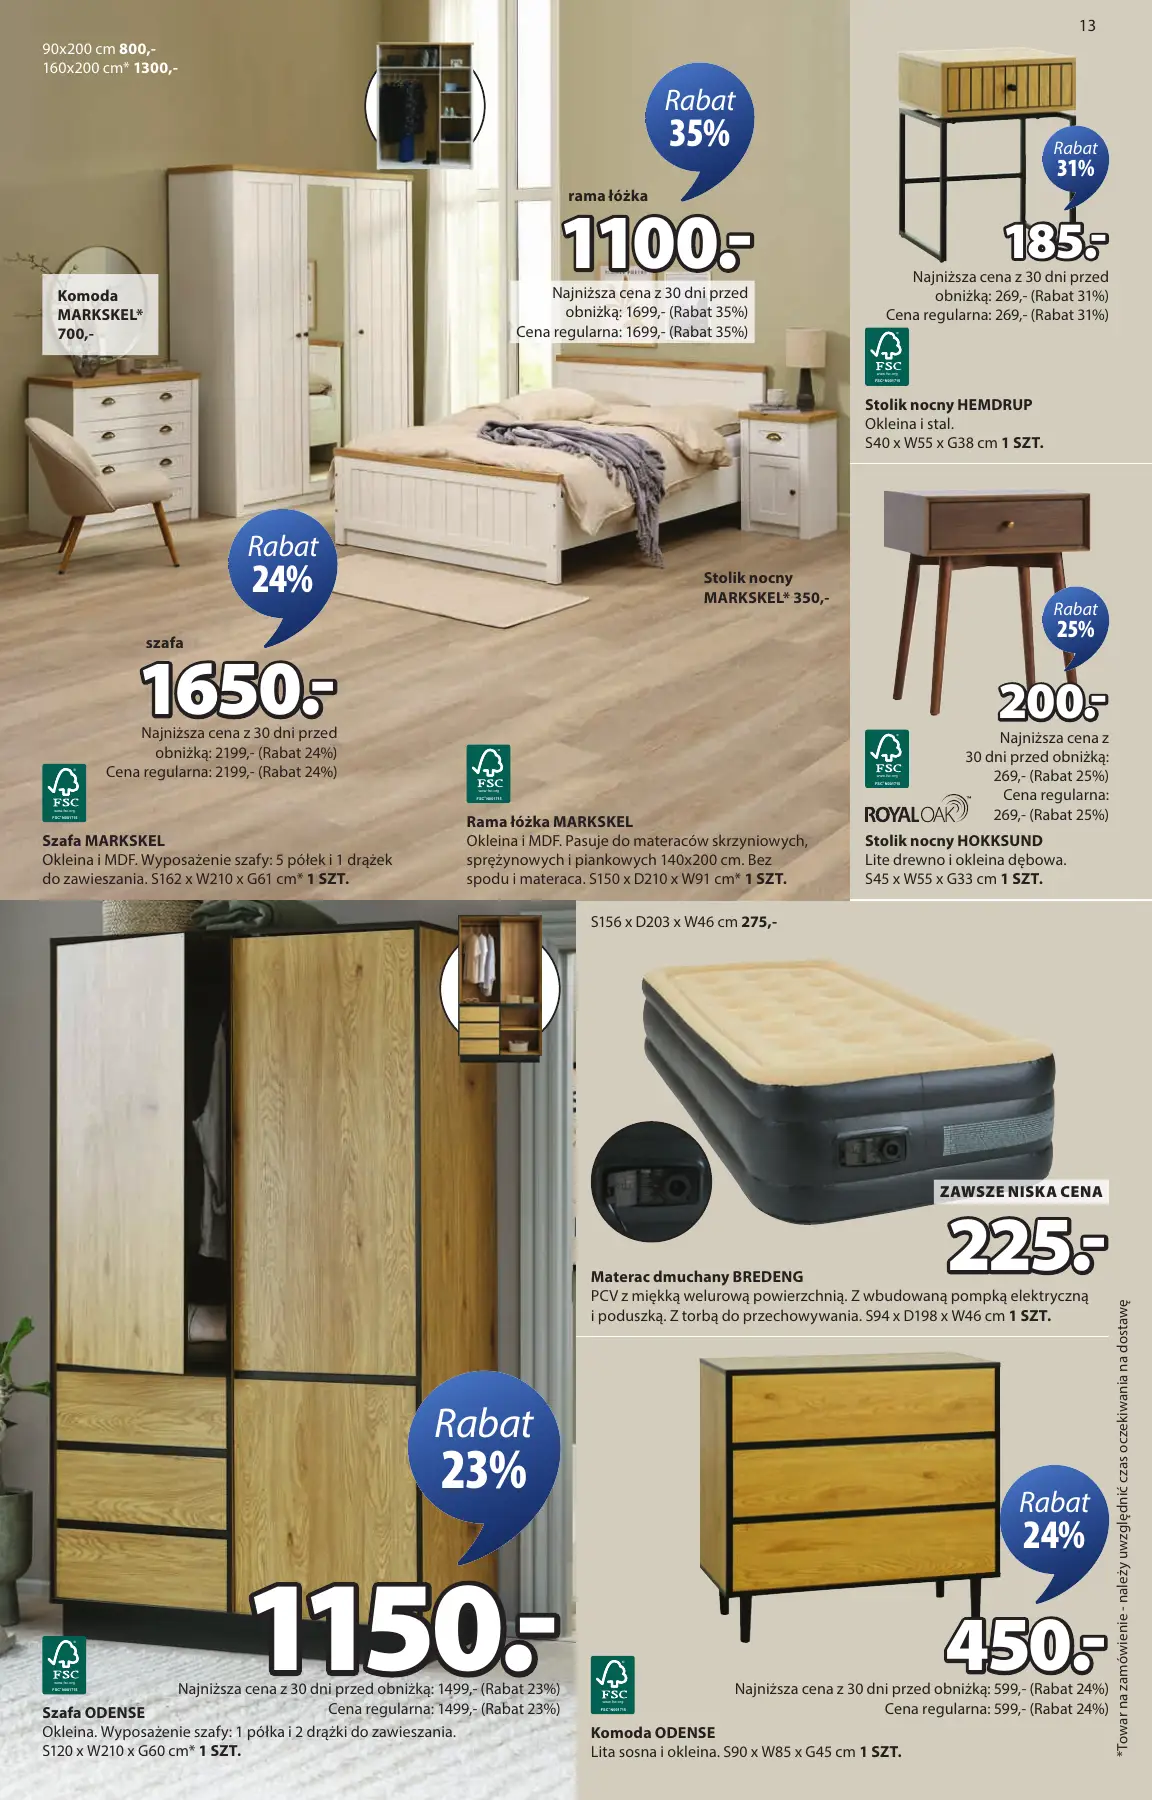 13
90x200 cm 800,-
160x200 cm* 1300,-
Rabat
35%
rama łóżka
1100.-
Najniższa cena z 30 dni przed
obniżką: 1699,- (Rabat 35%)
Cena regularna: 1699,- (Rabat 35%)
Komoda
MARKSKEL*
700,-
Rabat
24%
szafa
1650.-
Najniższa cena z 30 dni przed
obniżką: 2199,- (Rabat 24%)
Cena regularna: 2199,- (Rabat 24%)
Stolik nocny
MARKSKEL* 350,-
FSC
Szafa MARKSKEL
Okleina i MDF. Wyposażenie szafy: 5 półek i 1 drążek
do zawieszania. S162 x W210 x G61 cm* 1 SZT.
FSC
Rama łóżka MARKSKEL
Okleina i MDF. Pasuje do materaców skrzyniowych,
sprężynowych i piankowych 140x200 cm. Bez
spodu i materaca. S150 x D210 x W91 cm* 1 SZT.
Rabat
31%
185.-
Najniższa cena z 30 dni przed
obniżką: 269,- (Rabat 31%)
Cena regularna: 269,- (Rabat 31%)
FSC
Stolik nocny HEMDRUP
Okleina i stal.
S40 x W55 x G38 cm 1 SZT.
Rabat
25%
200.-
Najniższa cena z
30 dni przed obniżką:
269,- (Rabat 25%)
Cena regularna:
269,- (Rabat 25%)
FSC
ROYAL OAK™
Stolik nocny HOKKSUND
Lite drewno i okleina dębowa.
S45 x W55 x G33 cm 1 SZT.
Rabat
23%
1150.-
Najniższa cena z 30 dni przed obniżką: 1499,- (Rabat 23%)
Cena regularna: 1499,- (Rabat 23%)
FSC
Szafa ODENSE
Okleina. Wyposażenie szafy: 1 półka i 2 drążki do zawieszania.
S120 x W210 x G60 cm* 1 SZT.
S156 x D203 x W46 cm 275,-
ZAWSZE NISKA CENA
225.-
Materac dmuchany BREDENG
PCV z miękką welurową powierzchnią. Z wbudowaną pompką elektryczną
i poduszką. Z torbą do przechowywania. S94 x D198 x W46 cm 1 SZT.
Rabat
24%
450.-
Najniższa cena z 30 dni przed obniżką: 599,- (Rabat 24%)
Cena regularna: 599,- (Rabat 24%)
FSC
Komoda ODENSE
Lita sosna i okleina. S90 x W85 x G45 cm 1 SZT.
*Towar na zamówienie - należy uwzględnić czas oczekiwania na dostawę